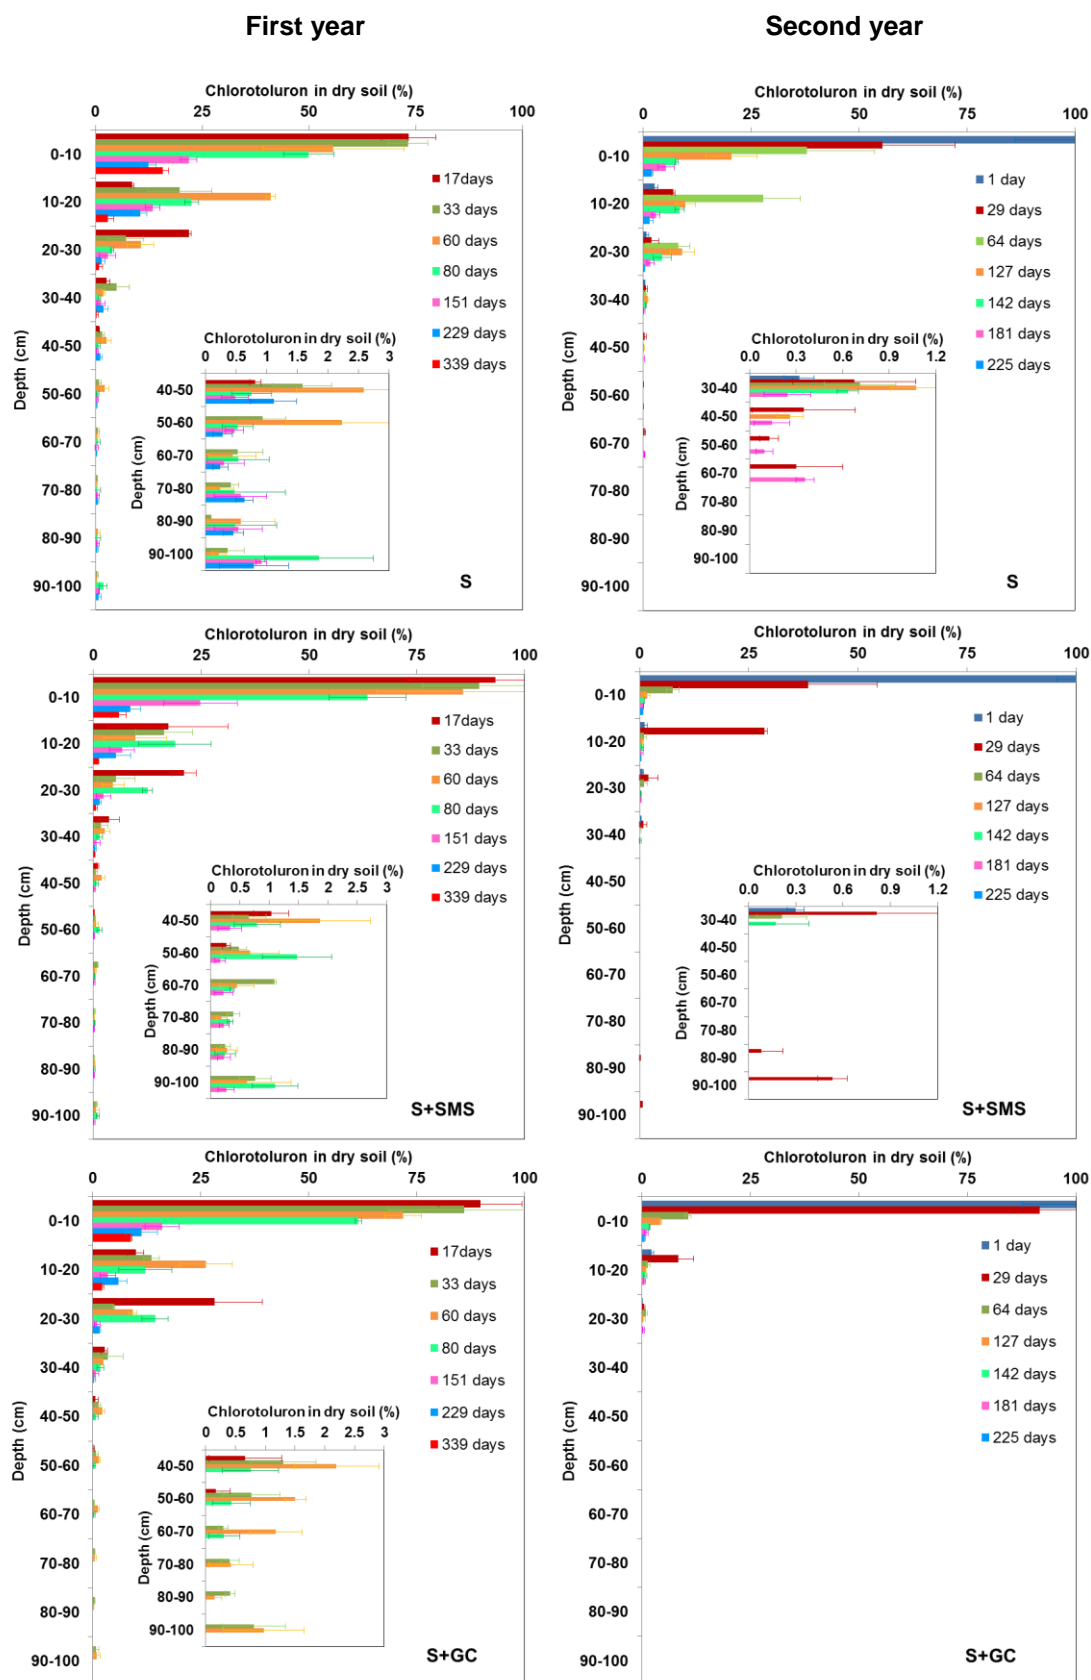 First year
Second year
Chlorotoluron in dry soil (%)
0 25 50 75 100
Depth (cm)
0-10
10-20
20-30
30-40
40-50
50-60
60-70
70-80
80-90
90-100
17days
33 days
60 days
80 days
151 days
229 days
339 days
Chlorotoluron in dry soil (%)
0 0.5 1 1.5 2 2.5 3
Depth (cm)
40-50
50-60
60-70
70-80
80-90
90-100
S
Chlorotoluron in dry soil (%)
0 25 50 75 100
Depth (cm)
0-10
10-20
20-30
30-40
40-50
50-60
60-70
70-80
80-90
90-100
1 day
29 days
64 days
127 days
142 days
181 days
225 days
Chlorotoluron in dry soil (%)
0.0 0.3 0.6 0.9 1.2
Depth (cm)
30-40
40-50
50-60
60-70
70-80
80-90
90-100
S
Chlorotoluron in dry soil (%)
0 25 50 75 100
Depth (cm)
0-10
10-20
20-30
30-40
40-50
50-60
60-70
70-80
80-90
90-100
17days
33 days
60 days
80 days
151 days
229 days
339 days
Chlorotoluron in dry soil (%)
0 0.5 1 1.5 2 2.5 3
Depth (cm)
40-50
50-60
60-70
70-80
80-90
90-100
S+SMS
Chlorotoluron in dry soil (%)
0 25 50 75 100
Depth (cm)
0-10
10-20
20-30
30-40
40-50
50-60
60-70
70-80
80-90
90-100
1 day
29 days
64 days
127 days
142 days
181 days
225 days
Chlorotoluron in dry soil (%)
0.0 0.3 0.6 0.9 1.2
Depth (cm)
30-40
40-50
50-60
60-70
70-80
80-90
90-100
S+SMS
Chlorotoluron in dry soil (%)
0 25 50 75 100
Depth (cm)
0-10
10-20
20-30
30-40
40-50
50-60
60-70
70-80
80-90
90-100
17days
33 days
60 days
80 days
151 days
229 days
339 days
Chlorotoluron in dry soil (%)
0 0.5 1 1.5 2 2.5 3
Depth (cm)
40-50
50-60
60-70
70-80
80-90
90-100
S+GC
Chlorotoluron in dry soil (%)
0 25 50 75 100
Depth (cm)
0-10
10-20
20-30
30-40
40-50
50-60
60-70
70-80
80-90
90-100
1 day
29 days
64 days
127 days
142 days
181 days
225 days
S+GC